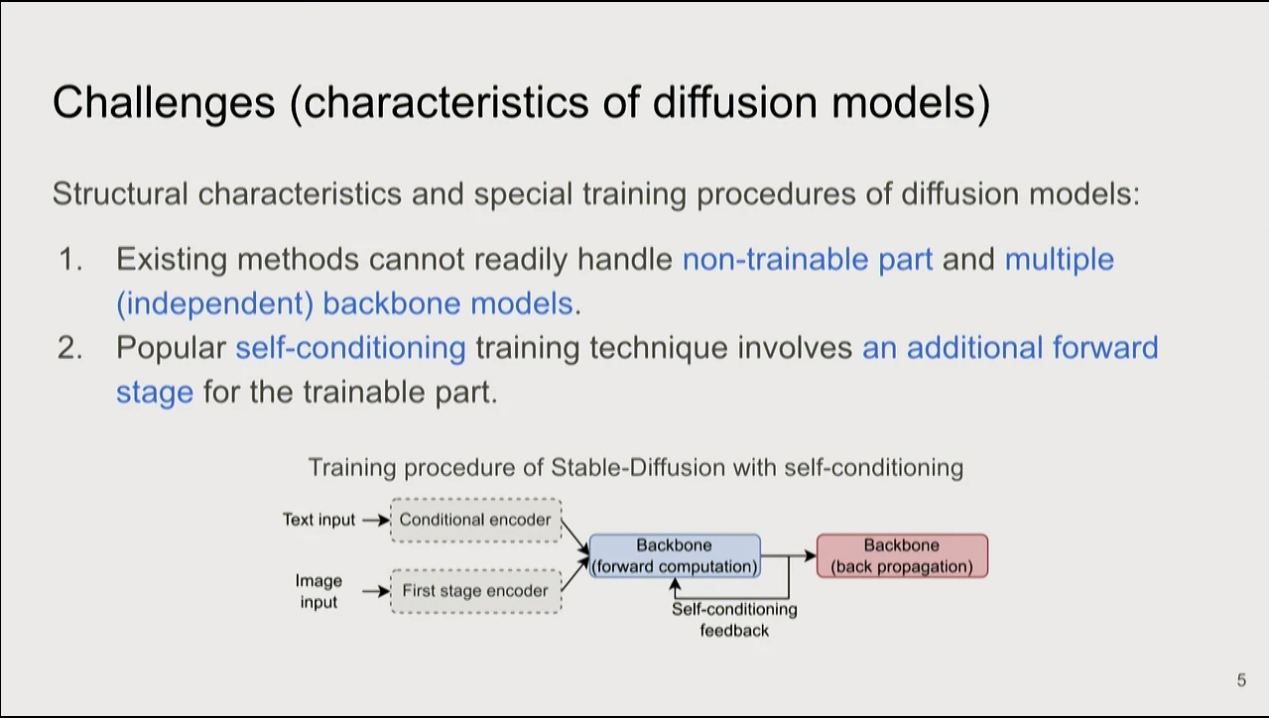 Challenges (characteristics of diffusion models)
Structural characteristics and special training procedures of diffusion models:
1. Existing methods cannot readily handle non-trainable part and multiple
(independent) backbone models.
2. Popular self-conditioning training technique involves an additional forward
stage for the trainable part.
Training procedure of Stable-Diffusion with self-conditioning
Text input
Conditional encoder
Image
input
First stage encoder
Backbone
(forward computation)
Backbone
(back propagation)
Self-conditioning
feedback
5